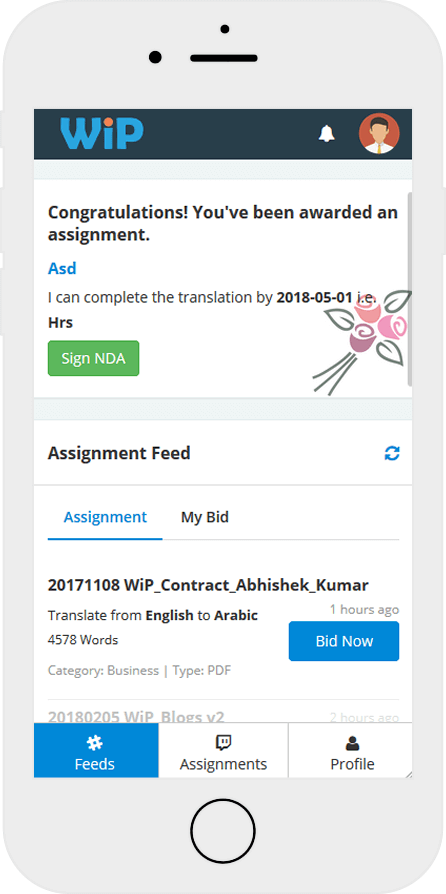 WiP
Congratulations! You've been awarded an
assignment.
Asd
I can complete the translation by 2018-05-01 i.e.
Hrs
Sign NDA
Assignment Feed
Assignment My Bid
20171108 WiP_Contract_Abhishek_Kumar
1 hours ago
Translate from English to Arabic
Bid Now
4578 Words
Category: Business | Type: PDF
20180205 WiP_Blogs v2 2 hours ago
Feeds Assignments Profile